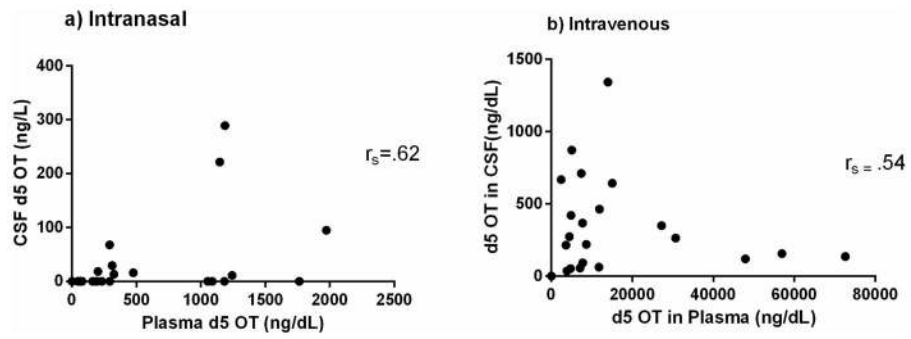 a) Intranasal
400
300
200
100
0
CSF d5 OT (ng/L)
r_s=.62
0 500 1000 1500 2000 2500
Plasma d5 OT (ng/dL)
b) Intravenous
1500
1000
500
0
d5 OT in CSF(ng/dL)
r_s = .54
0 20000 40000 60000 80000
d5 OT in Plasma (ng/dL)